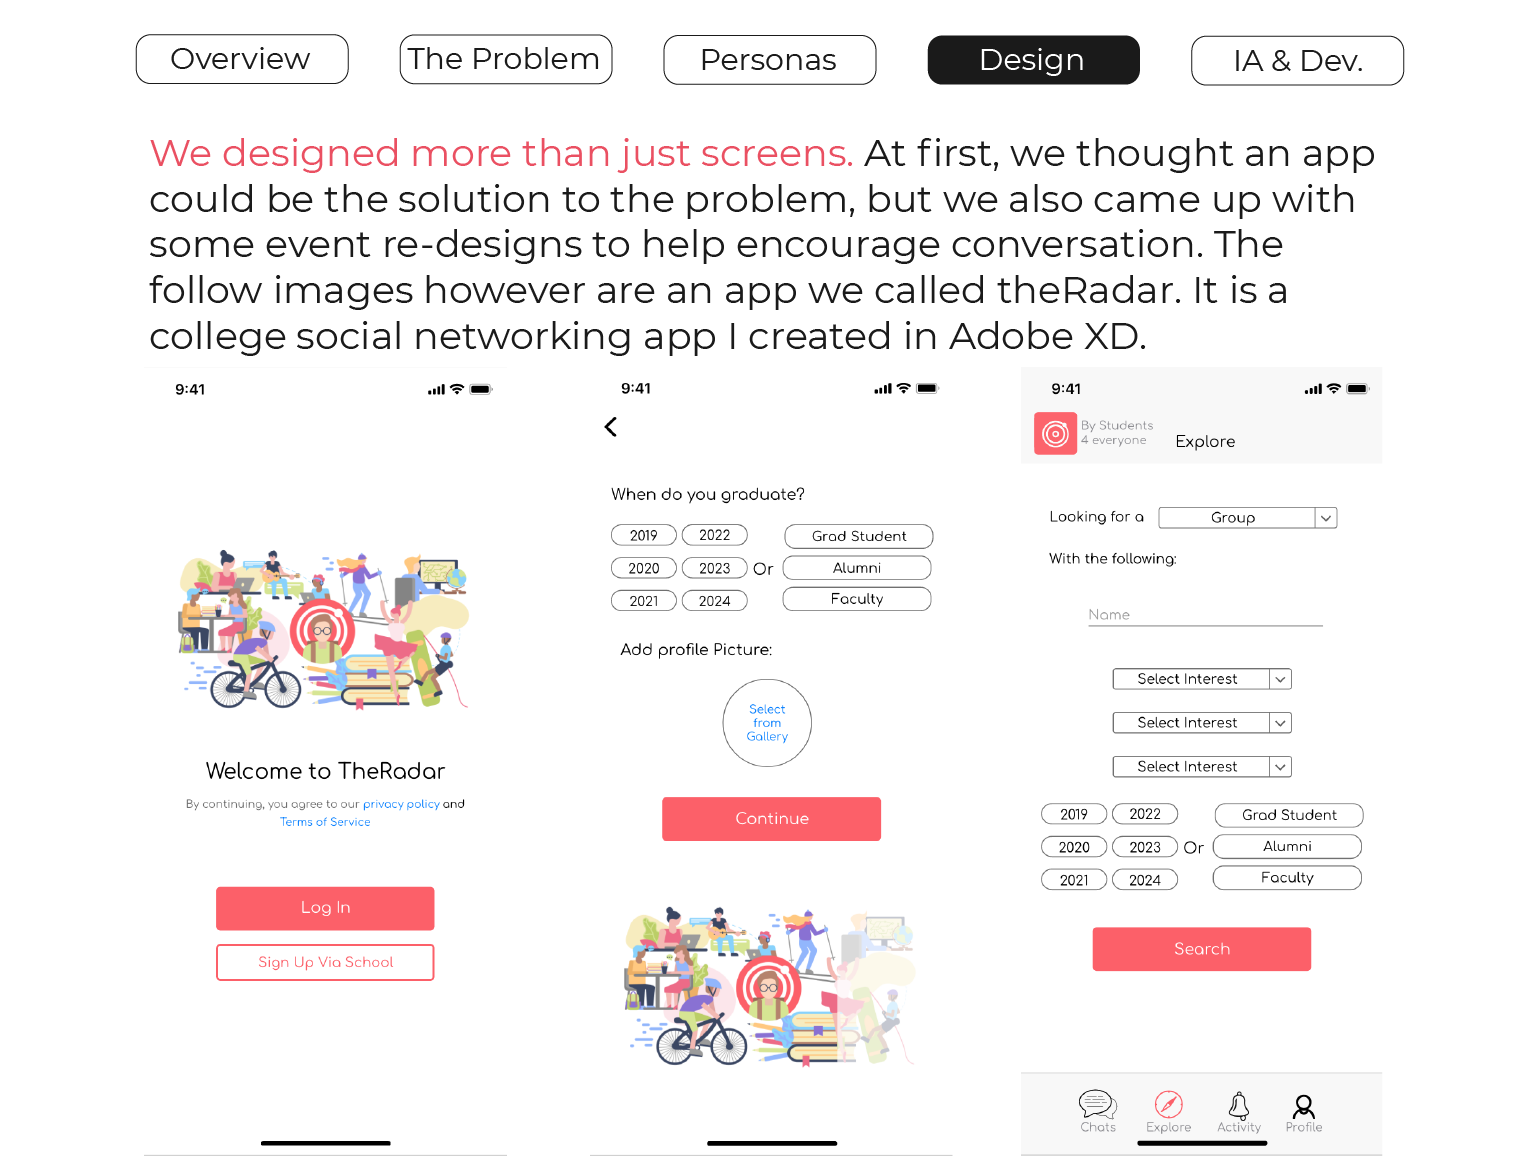 Overview
The Problem
Personas
Design
IA & Dev.
We designed more than just screens. At first, we thought an app
could be the solution to the problem, but we also came up with
some event re-designs to help encourage conversation. The
follow images however are an app we called theRadar. It is a
college social networking app I created in Adobe XD.
9:41
Welcome to TheRadar
By continuing, you agree to our privacy policy and
Terms of Service
Log In
Sign Up Via School
9:41
When do you graduate?
2019 2022 Grad Student
2020 2023 Or Alumni
2021 2024 Faculty
Add profile Picture:
Select
from
Gallery
Continue
9:41
By Students
4 everyone
Explore
Looking for a Group
With the following:
Name
Select Interest
Select Interest
Select Interest
2019 2022 Grad Student
2020 2023 Or Alumni
2021 2024 Faculty
Search
Chats Explore Activity Profile